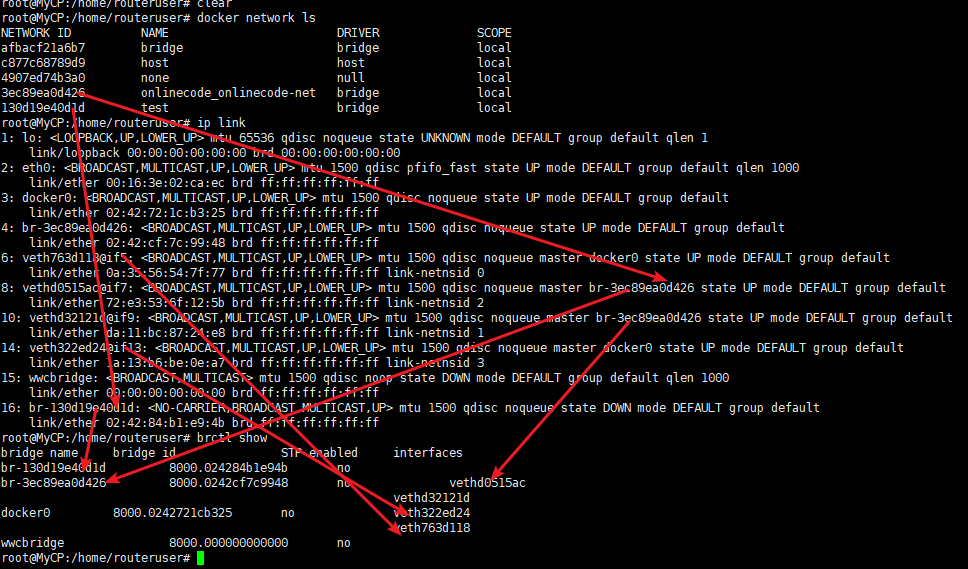 root@MyCP:/home/routeruser# clear
root@MyCP:/home/routeruser# docker network ls
NETWORK ID NAME DRIVER SCOPE
afbacf21a6b7 bridge bridge local
c877c68789d9 host host local
4907ed74b3a0 none null local
3ec89ea0d426 onlinecode_onlinecode-net bridge local
130d19e40d1d test bridge local
root@MyCP:/home/routeruser# ip link
1: lo: <LOOPBACK,UP,LOWER_UP> mtu 65536 qdisc noqueue state UNKNOWN mode DEFAULT group default qlen 1
link/loopback 00:00:00:00:00:00 brd 00:00:00:00:00:00
2: eth0: <BROADCAST,MULTICAST,UP,LOWER_UP> mtu 1500 qdisc pfifo_fast state UP mode DEFAULT group default qlen 1000
link/ether 00:16:3e:02:ca:ec brd ff:ff:ff:ff:ff:ff
3: docker0: <BROADCAST,MULTICAST,UP,LOWER_UP> mtu 1500 qdisc noqueue state UP mode DEFAULT group default
link/ether 02:42:72:1c:b3:25 brd ff:ff:ff:ff:ff:ff
4: br-3ec89ea0d426: <BROADCAST,MULTICAST,UP,LOWER_UP> mtu 1500 qdisc noqueue state UP mode DEFAULT group default
link/ether 02:42:cf:7c:99:48 brd ff:ff:ff:ff:ff:ff
6: veth763d118@if5: <BROADCAST,MULTICAST,UP,LOWER_UP> mtu 1500 qdisc noqueue master docker0 state UP mode DEFAULT group default
link/ether 0a:35:56:54:7f:77 brd ff:ff:ff:ff:ff:ff link-netnsid 0
8: vethd0515ac@if7: <BROADCAST,MULTICAST,UP,LOWER_UP> mtu 1500 qdisc noqueue master br-3ec89ea0d426 state UP mode DEFAULT group default
link/ether 72:e3:53:6f:12:5b brd ff:ff:ff:ff:ff:ff link-netnsid 2
10: vethd32121d@if9: <BROADCAST,MULTICAST,UP,LOWER_UP> mtu 1500 qdisc noqueue master br-3ec89ea0d426 state UP mode DEFAULT group default
link/ether da:11:bc:87:24:e8 brd ff:ff:ff:ff:ff:ff link-netnsid 1
14: veth322ed24@if13: <BROADCAST,MULTICAST,UP,LOWER_UP> mtu 1500 qdisc noqueue master docker0 state UP mode DEFAULT group default
link/ether brd ff:ff:ff:ff:ff:ff link-netnsid 3
15: wwcbridge: <BROADCAST,MULTICAST> mtu 1500 qdisc noop state DOWN mode DEFAULT group default qlen 1000
link/ether 00:00:00:00:00:00 brd ff:ff:ff:ff:ff:ff
16: br-130d19e40d1d: <NO-CARRIER,BROADCAST,MULTICAST,UP> mtu 1500 qdisc noqueue state DOWN mode DEFAULT group default
link/ether 02:42:84:b1:e9:4b brd ff:ff:ff:ff:ff:ff
root@MyCP:/home/routeruser# brctl show
bridge name bridge id STP enabled interfaces
br-130d19e40d1d 8000.024284b1e94b no
br-3ec89ea0d426 8000.0242cf7c9948 no vethd0515ac
vethd32121d
docker0 8000.0242721cb325 no veth322ed24
veth763d118
wwcbridge 8000.000000000000 no
root@MyCP:/home/routeruser#